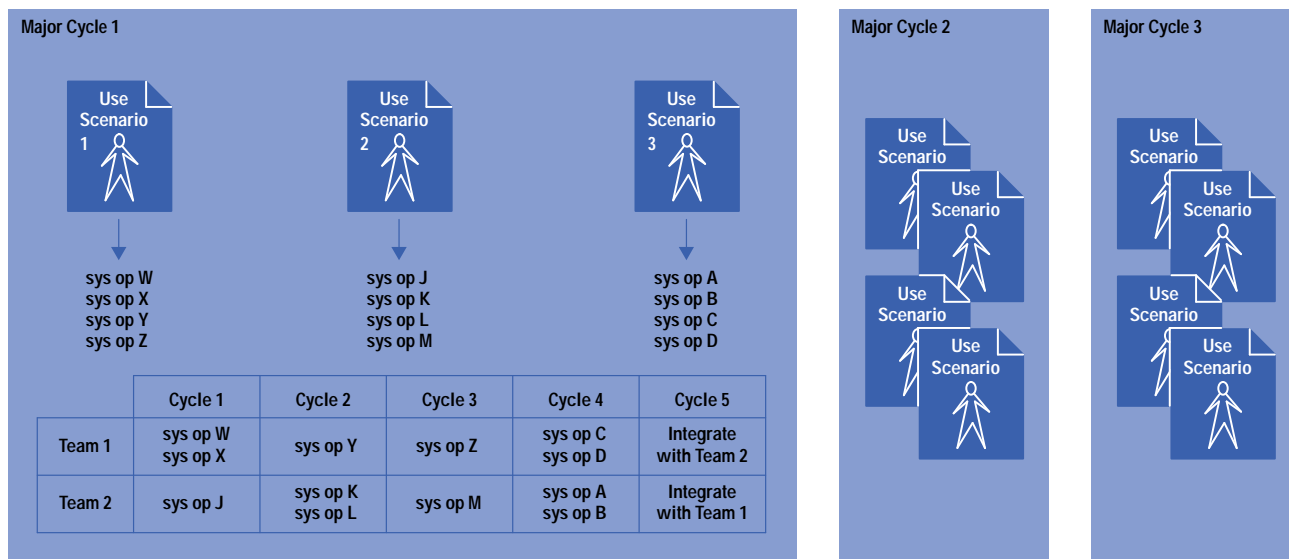 Major Cycle 1
Use
Scenario
1
Use
Scenario
2
Use
Scenario
3
sys op W
sys op X
sys op Y
sys op Z
sys op J
sys op K
sys op L
sys op M
sys op A
sys op B
sys op C
sys op D
Cycle 1
Cycle 2
Cycle 3
Cycle 4
Cycle 5
Team 1
sys op W
sys op X
sys op Y
sys op Z
sys op C
sys op D
Integrate
with Team 2
Team 2
sys op J
sys op K
sys op L
sys op M
sys op A
sys op B
Integrate
with Team 1
Major Cycle 2
Use
Scenario
Use
Scenario
Use
Scenario
Use
Scenario
Major Cycle 3
Use
Scenario
Use
Scenario
Use
Scenario
Use
Scenario